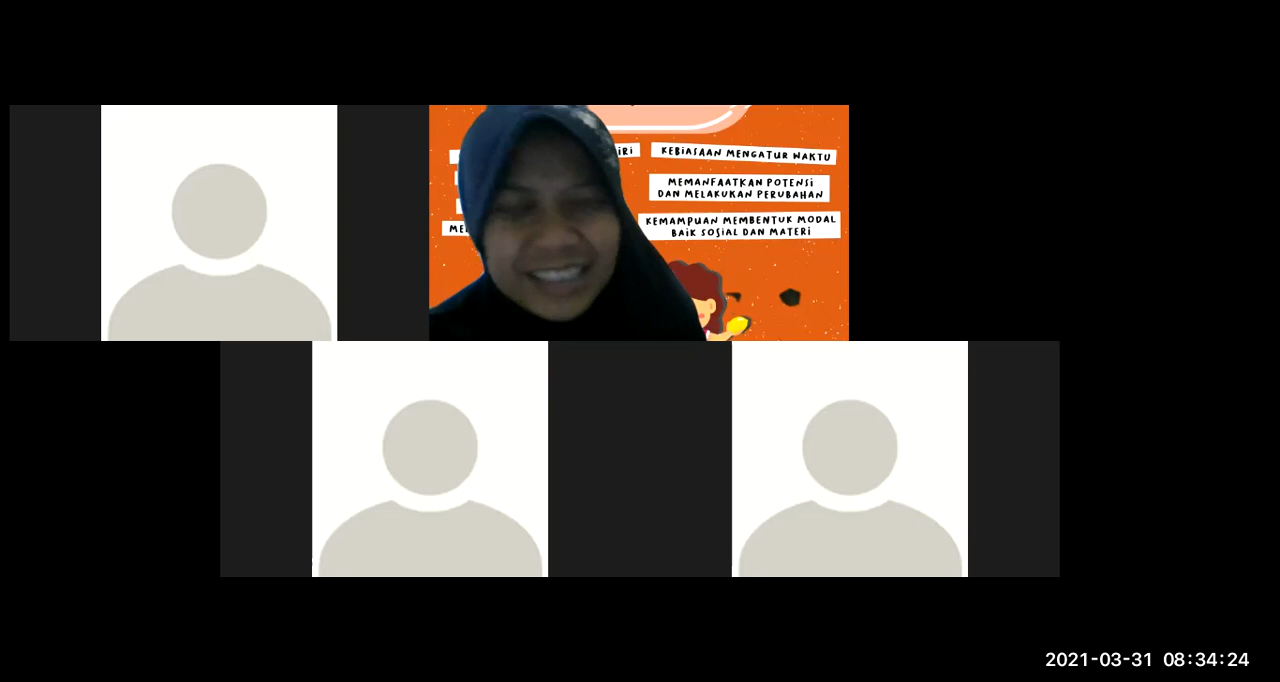 KEBIASAAN MENGATUR WAKTU
MEMANFAATKAN POTENSI
DAN MELAKUKAN PERUBAHAN
KEMAMPUAN MEMBENTUK MODAL
BAIK SOSIAL DAN MATERI
2021-03-31 08:34:24